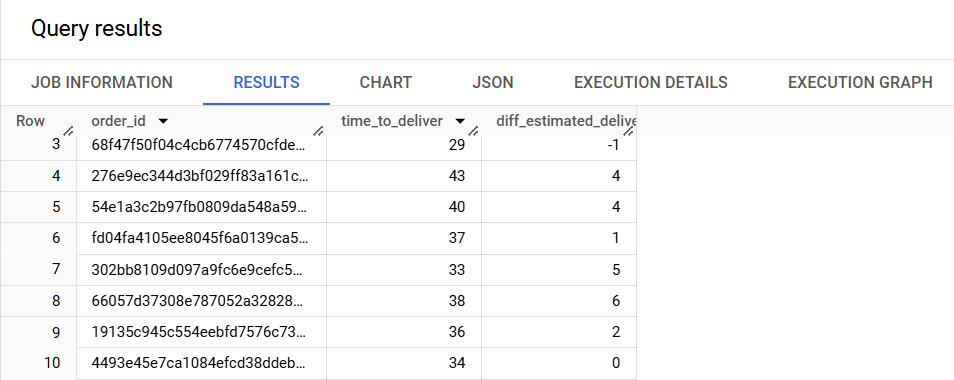 Query results
JOB INFORMATION RESULTS CHART JSON EXECUTION DETAILS EXECUTION GRAPH
Row order_id time_to_deliver diff_estimated_delive
3 68f47f50f04c4cb6774570cfde... 29 -1
4 276e9ec344d3bf029ff83a161c... 43 4
5 54e1a3c2b97fb0809da548a59... 40 4
6 fd04fa4105ee8045f6a0139ca5... 37 1
7 302bb8109d097a9fc6e9cefc5... 33 5
8 66057d37308e787052a32828... 38 6
9 19135c945c554eebfd7576c73... 36 2
10 4493e45e7ca1084efcd38ddeb... 34 0